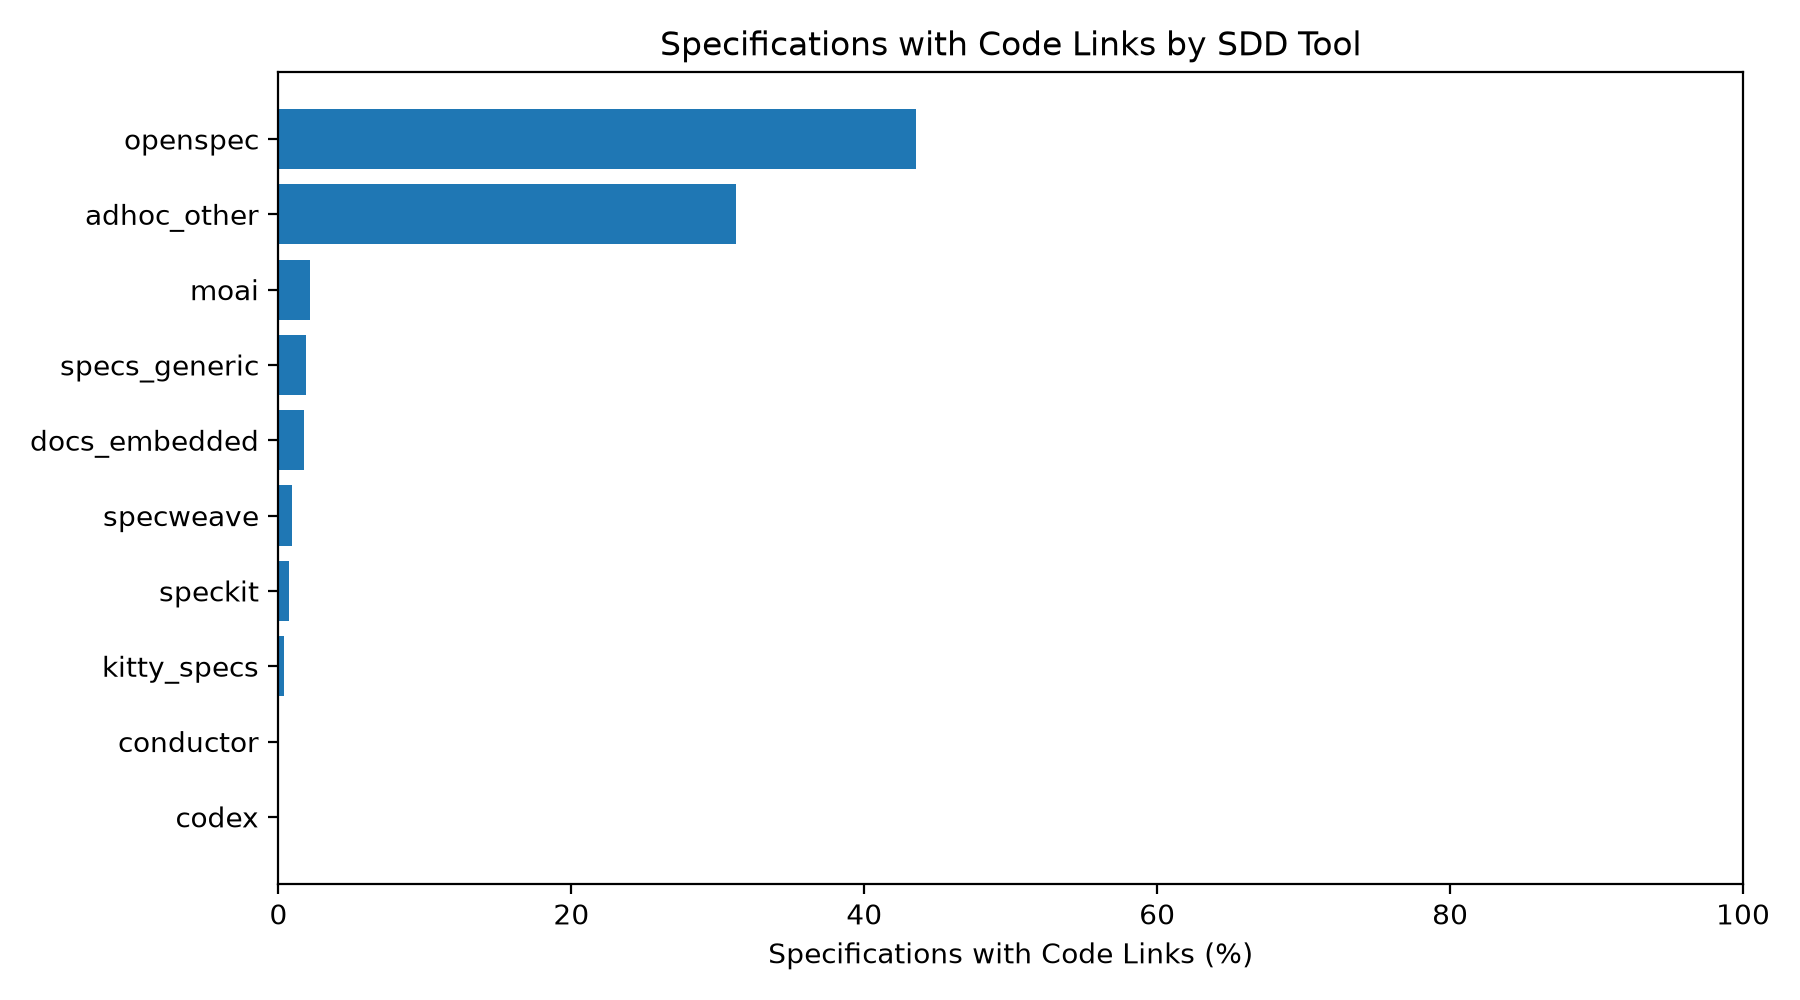 Specifications with Code Links by SDD Tool
openspec
adhoc_other
moai
specs_generic
docs_embedded
specweave
speckit
kitty_specs
conductor
codex
0 20 40 60 80 100
Specifications with Code Links (%)